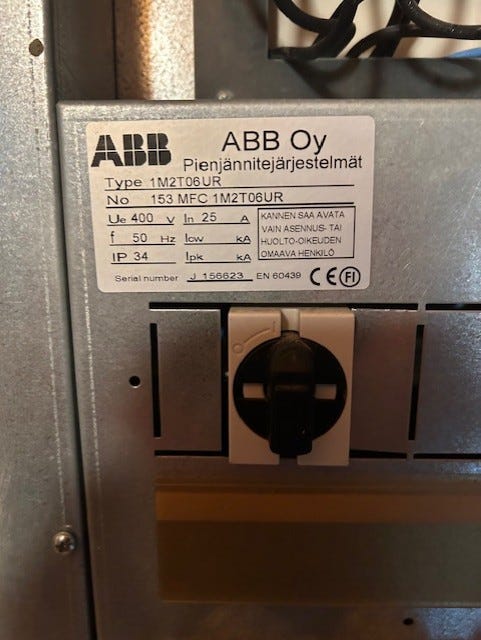 ABB
ABB Oy
Pienjännitejärjestelmät
Type 1M2T06UR
No 153 MFC 1M2T06UR
Ue 400 V In 25 A
f 50 Hz Icw kA
IP 34 Ipk kA
KANNEN SAA AVATA
VAIN ASENNUS- TAI
HUOLTO-OIKEUDEN
OMAAVA HENKILÖ
Serial number J 156623 EN 60439 CE FI